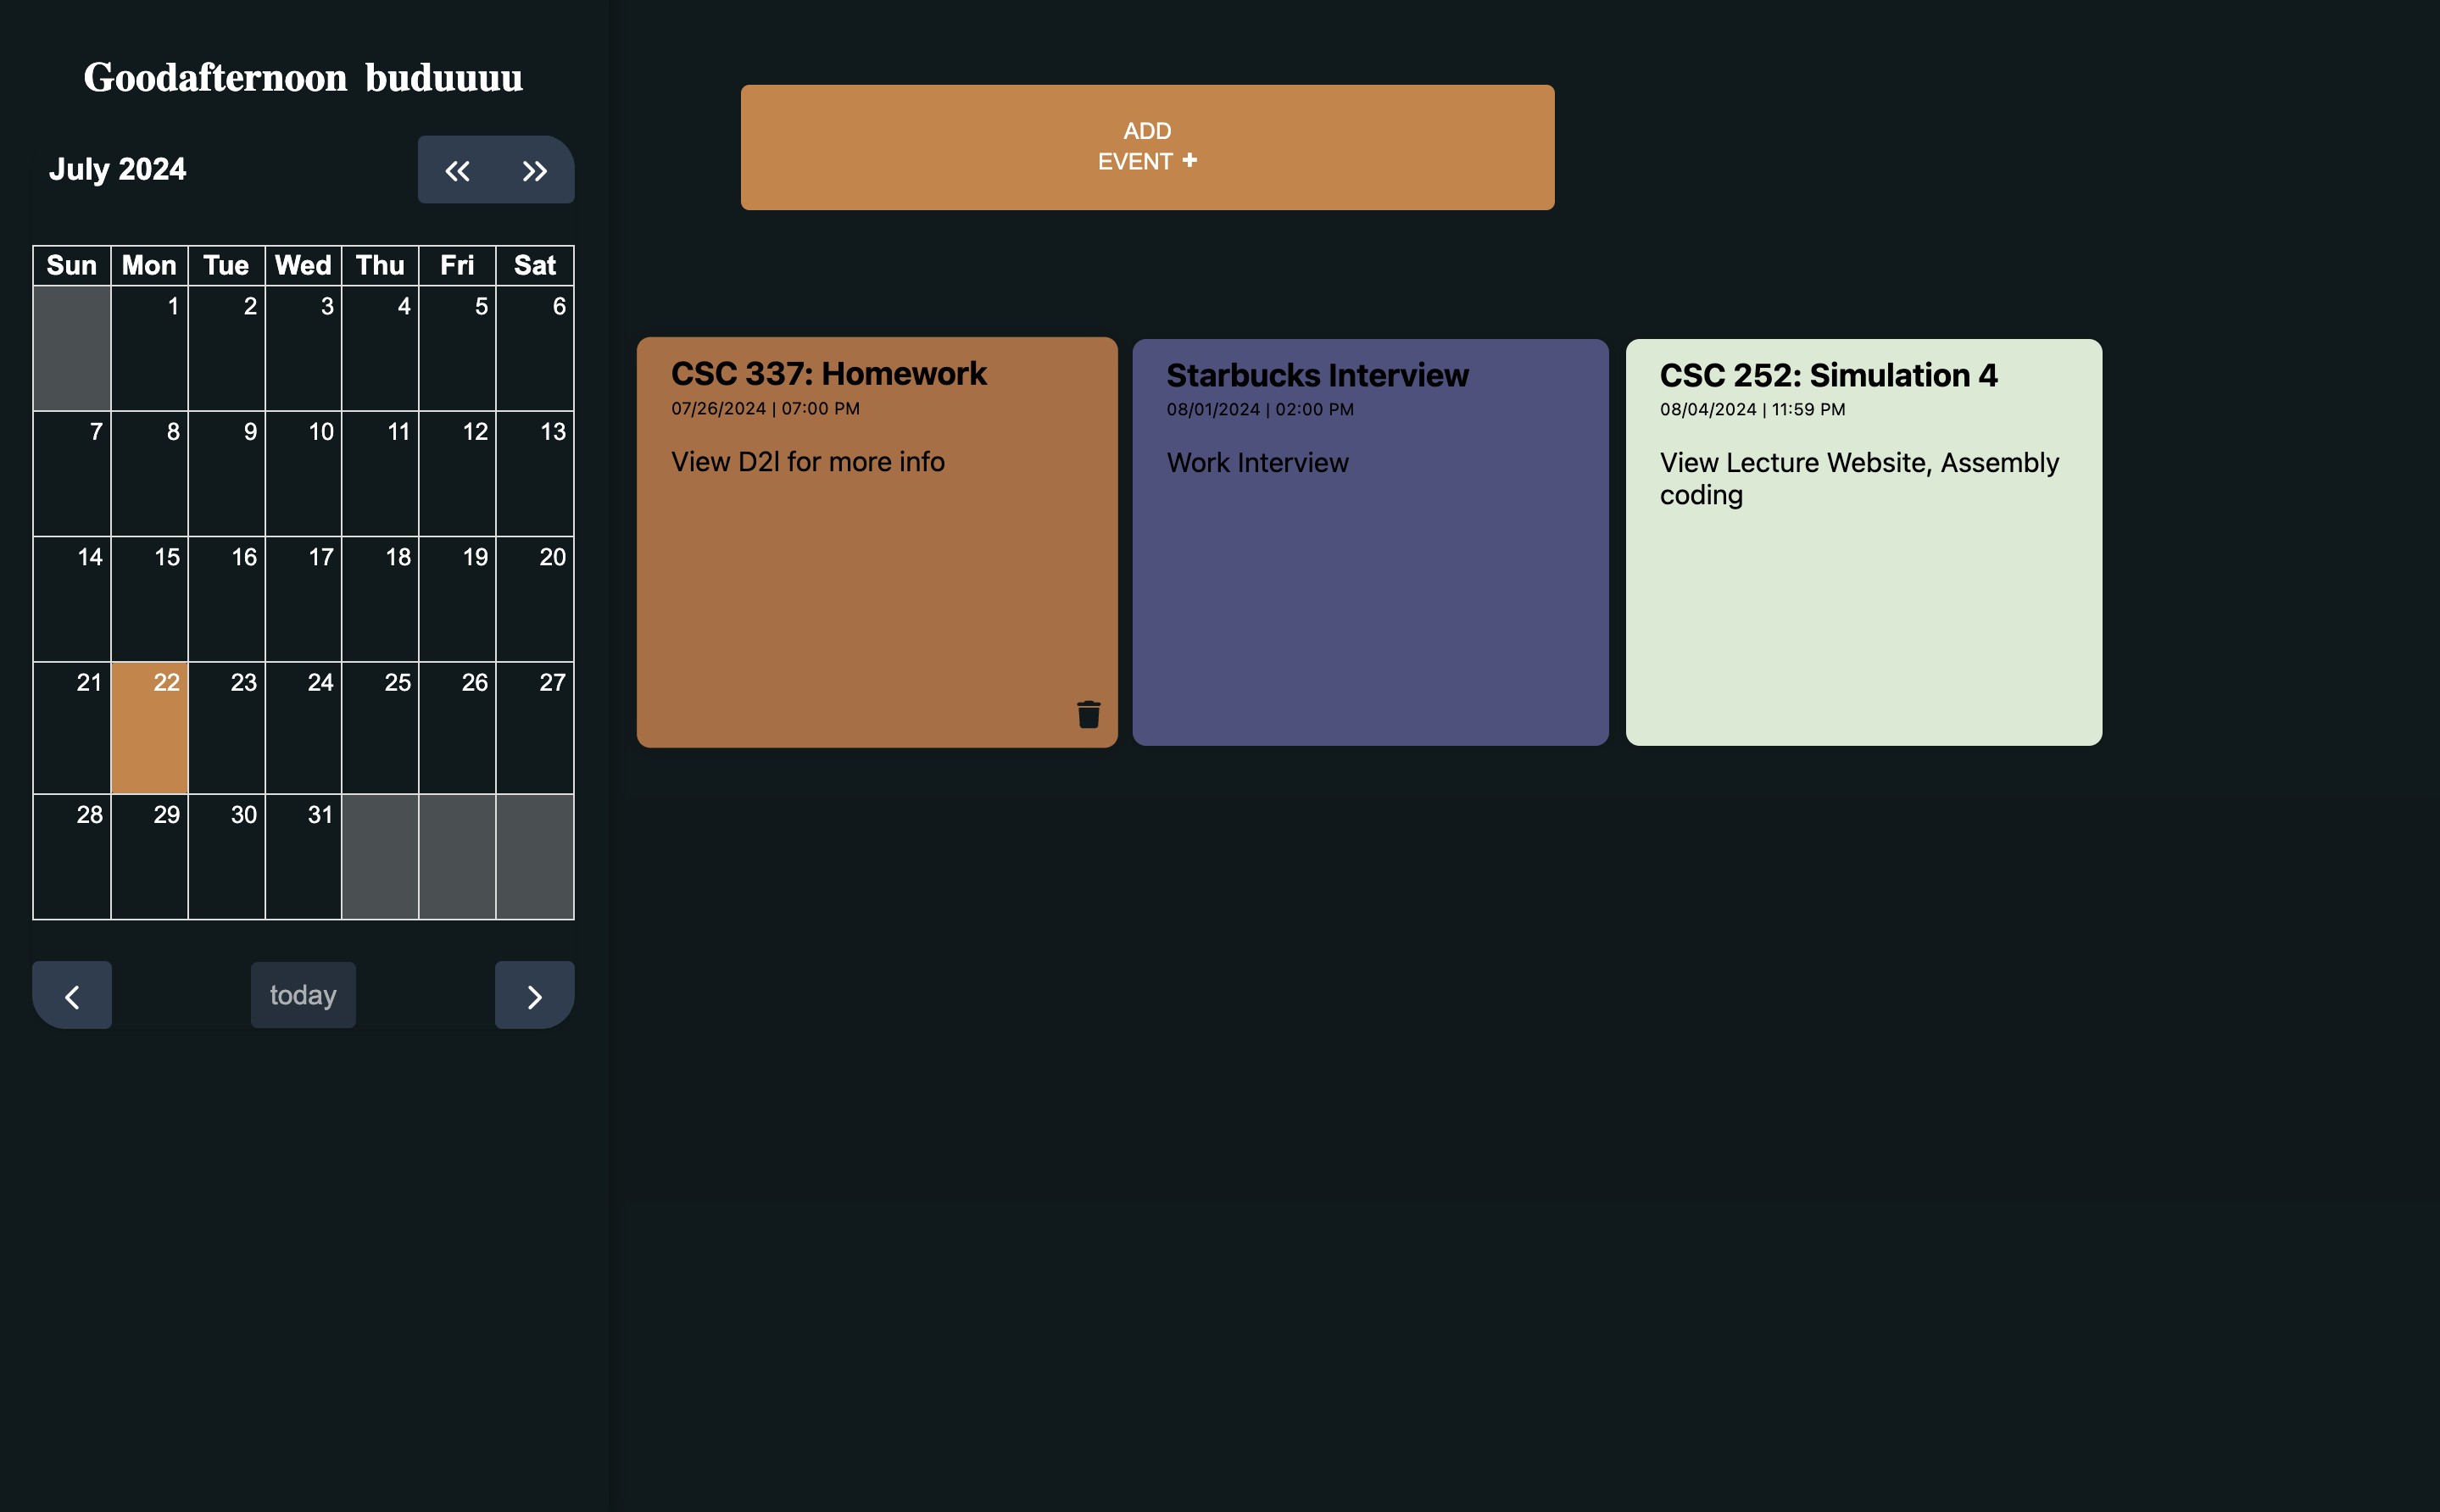 Goodafternoon buduuuu
July 2024
Sun Mon Tue Wed Thu Fri Sat
1 2 3 4 5 6
7 8 9 10 11 12 13
14 15 16 17 18 19 20
21 22 23 24 25 26 27
28 29 30 31
today
ADD
EVENT +
CSC 337: Homework
07/26/2024 | 07:00 PM
View D2l for more info
Starbucks Interview
08/01/2024 | 02:00 PM
Work Interview
CSC 252: Simulation 4
08/04/2024 | 11:59 PM
View Lecture Website, Assembly
coding